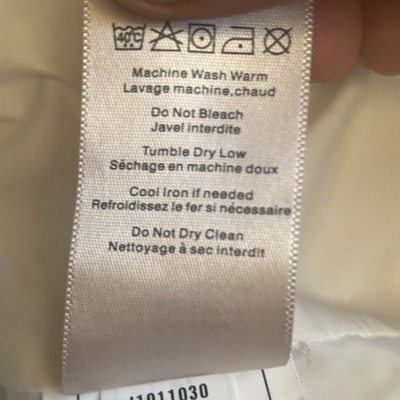 40°C
Machine Wash Warm
Lavage machine,chaud
Do Not Bleach
Javel interdite
Tumble Dry Low
Séchage en machine doux
Cool Iron if needed
Refroidissez le fer si nécessaire
Do Not Dry Clean
Nettoyage à sec interdit